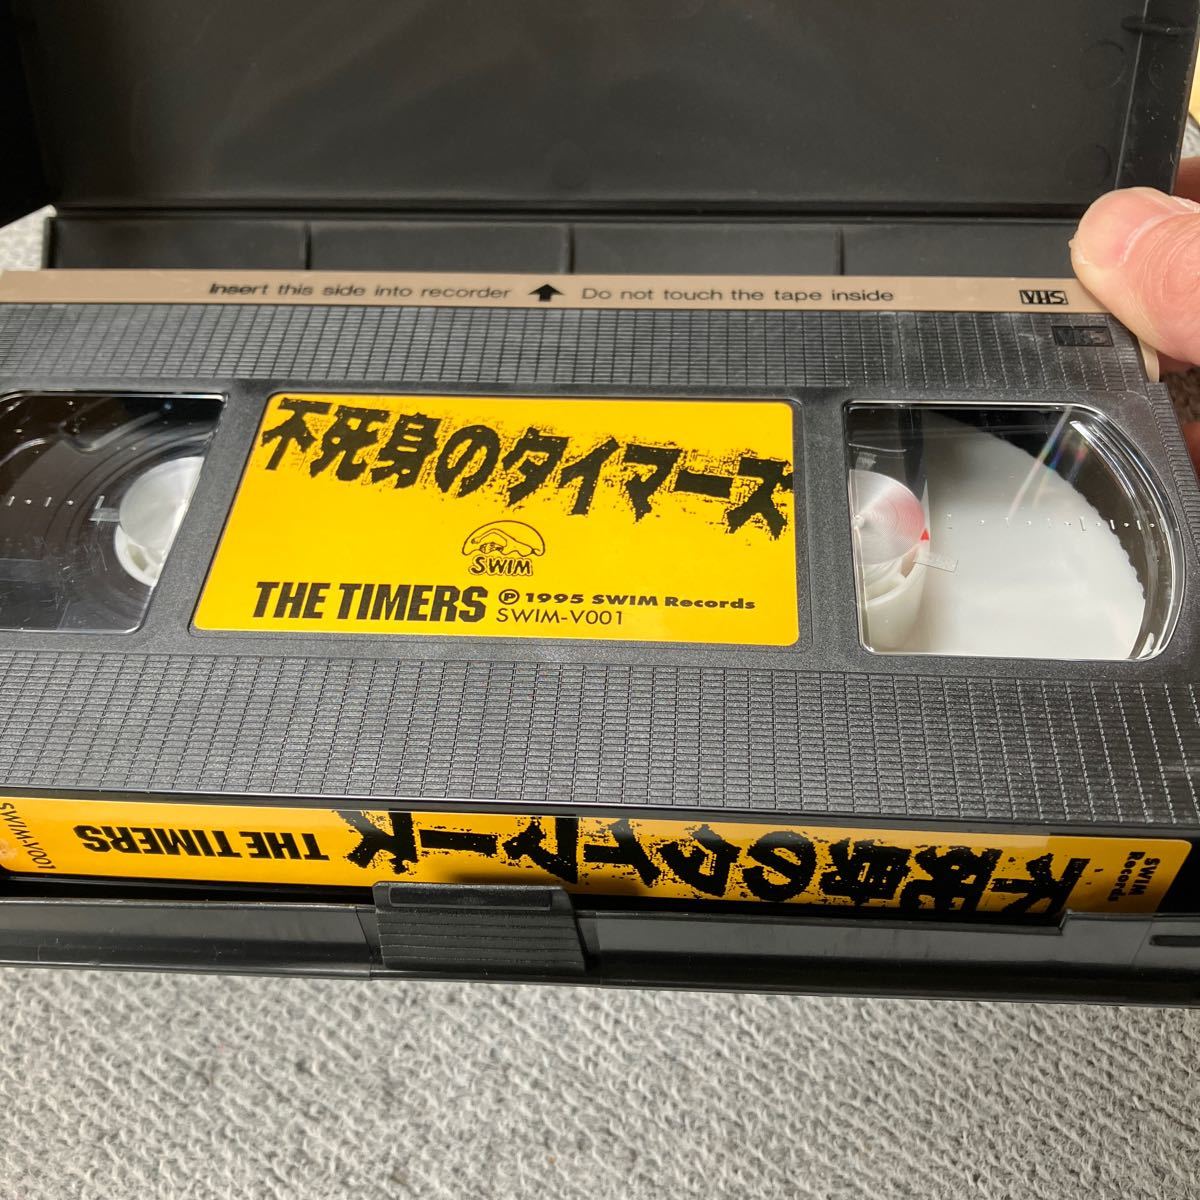 Insert this side into recorder Do not touch the tape inside VHS
VHS
不死身のタイマーズ
SWIM
THE TIMERS Ⓟ 1995 SWIM Records
SWIM-V001
SWIM Records
不死身のタイマーズ
THE TIMERS
SWIM-V001